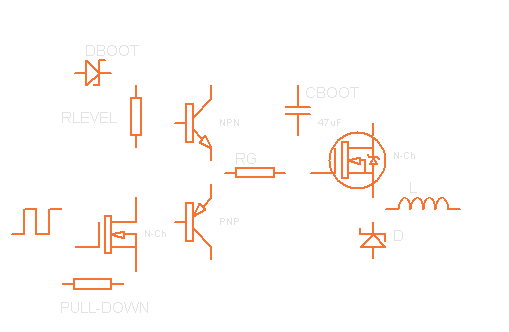 DBOOT
CBOOT
RLEVEL
NPN
47uF
RG
N-Ch
L
N-Ch
PNP
D
PULL-DOWN